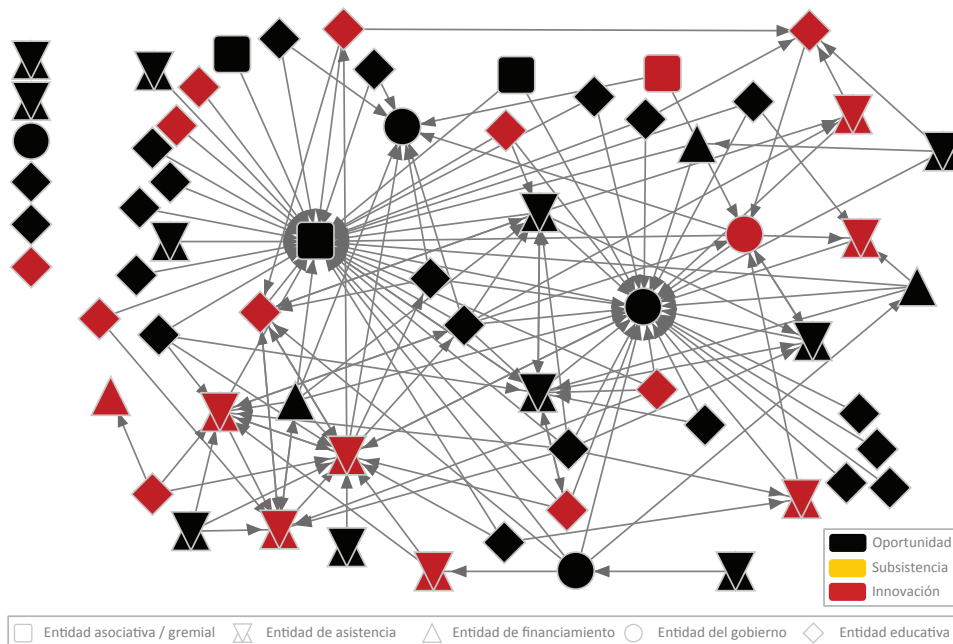 Oportunidad
Subsistencia
Innovación
Entidad asociativa / gremial Entidad de asistencia Entidad de financiamiento Entidad del gobierno Entidad educativa